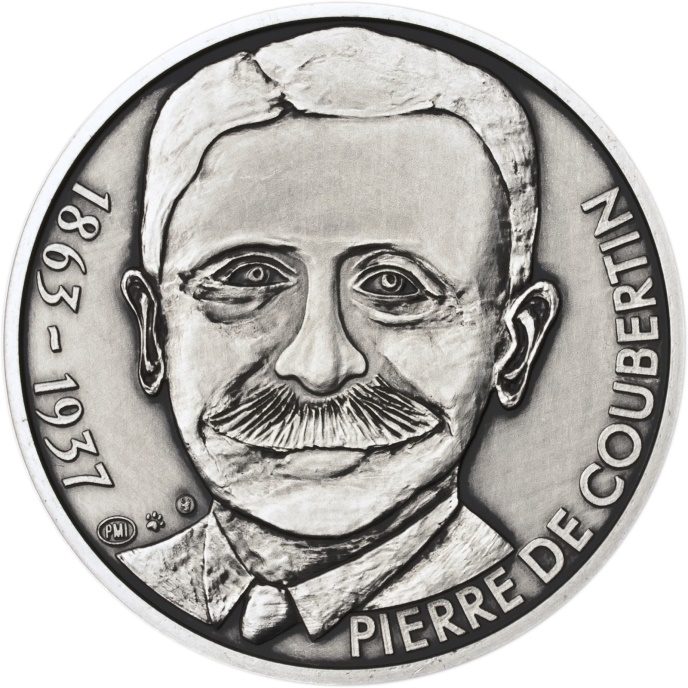 1863 – 1937
PIERRE DE COUBERTIN
PMI